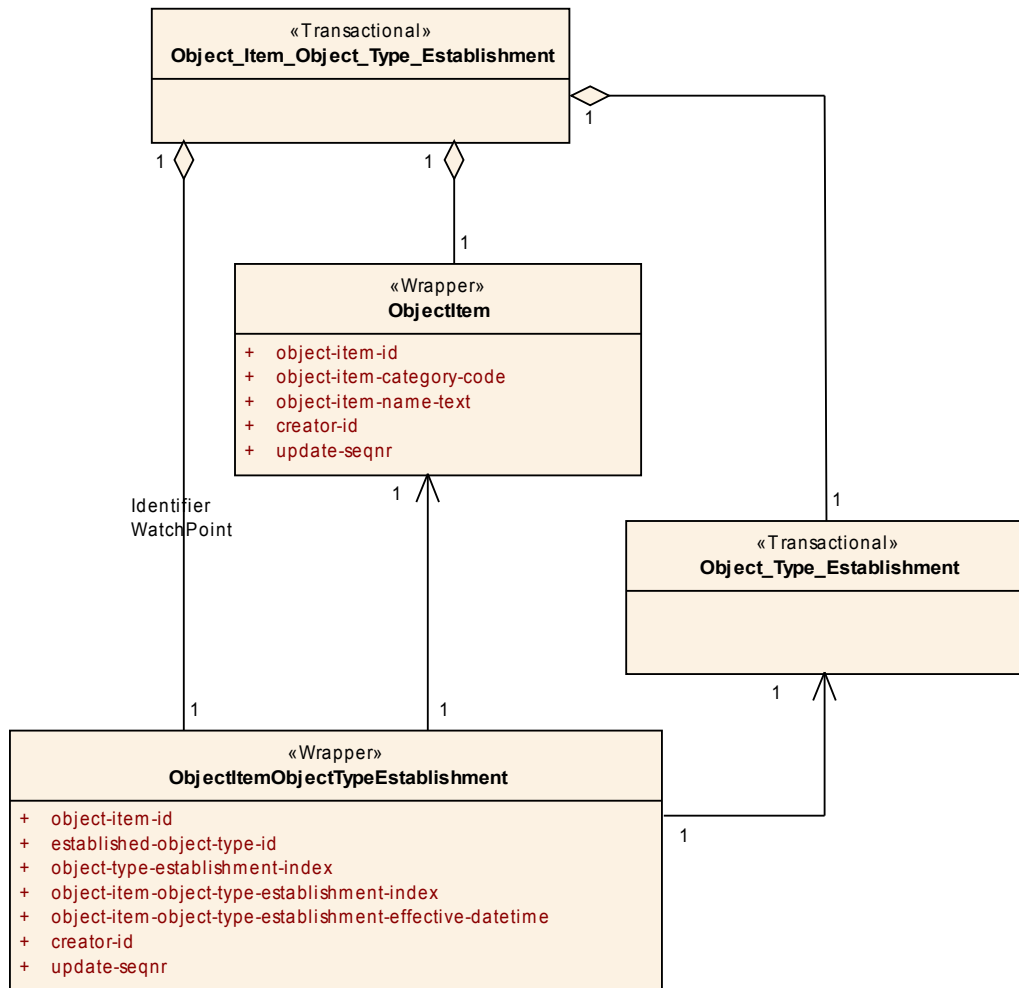 «Transactional»
Object_Item_Object_Type_Establishment
1
1
1
1
«Wrapper»
ObjectItem
+ object-item-id
+ object-item-category-code
+ object-item-name-text
+ creator-id
+ update-seqnr
1
Identifier
WatchPoint
1
«Transactional»
Object_Type_Establishment
1
1
1
«Wrapper»
ObjectItemObjectTypeEstablishment
+ object-item-id
+ established-object-type-id
+ object-type-establishment-index
+ object-item-object-type-establishment-index
+ object-item-object-type-establishment-effective-datetime
+ creator-id
+ update-seqnr
1